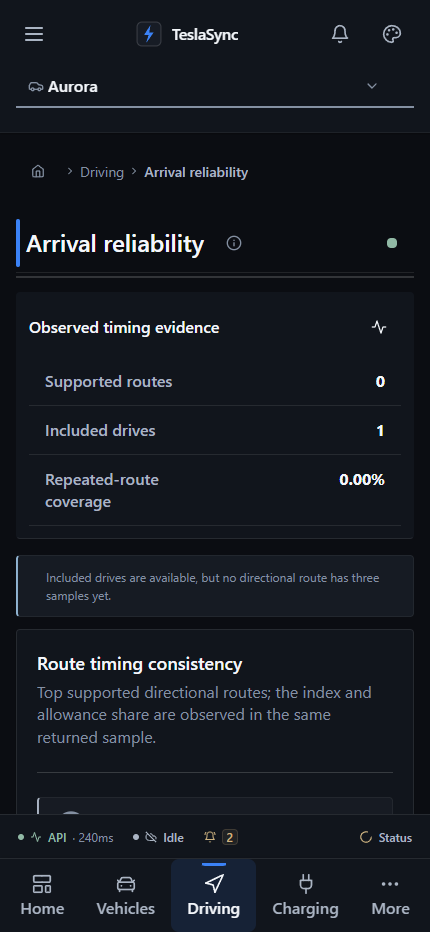 TeslaSync
Aurora
Driving
Arrival reliability
Arrival reliability
Observed timing evidence
Supported routes 0
Included drives 1
Repeated-route
coverage 0.00%
Included drives are available, but no directional route has three
samples yet.
Route timing consistency
Top supported directional routes; the index and
allowance share are observed in the same
returned sample.
API · 240ms Idle 2 Status
Home Vehicles Driving Charging More